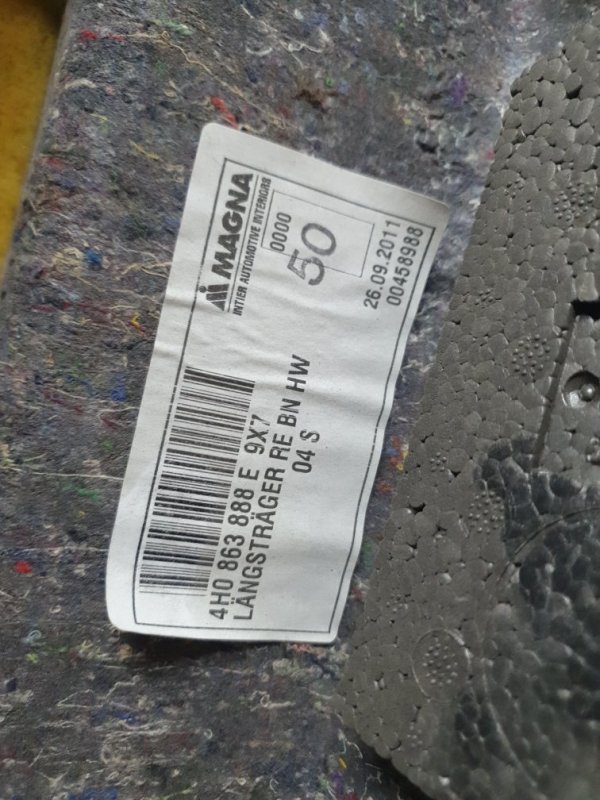 MAGNA
INTIER AUTOMOTIVE INTERIORS
0000
50
26.09.2011
00458988
4H0 863 888 E 9X7
LÄNGSTRÄGER RE BN HW
04 S